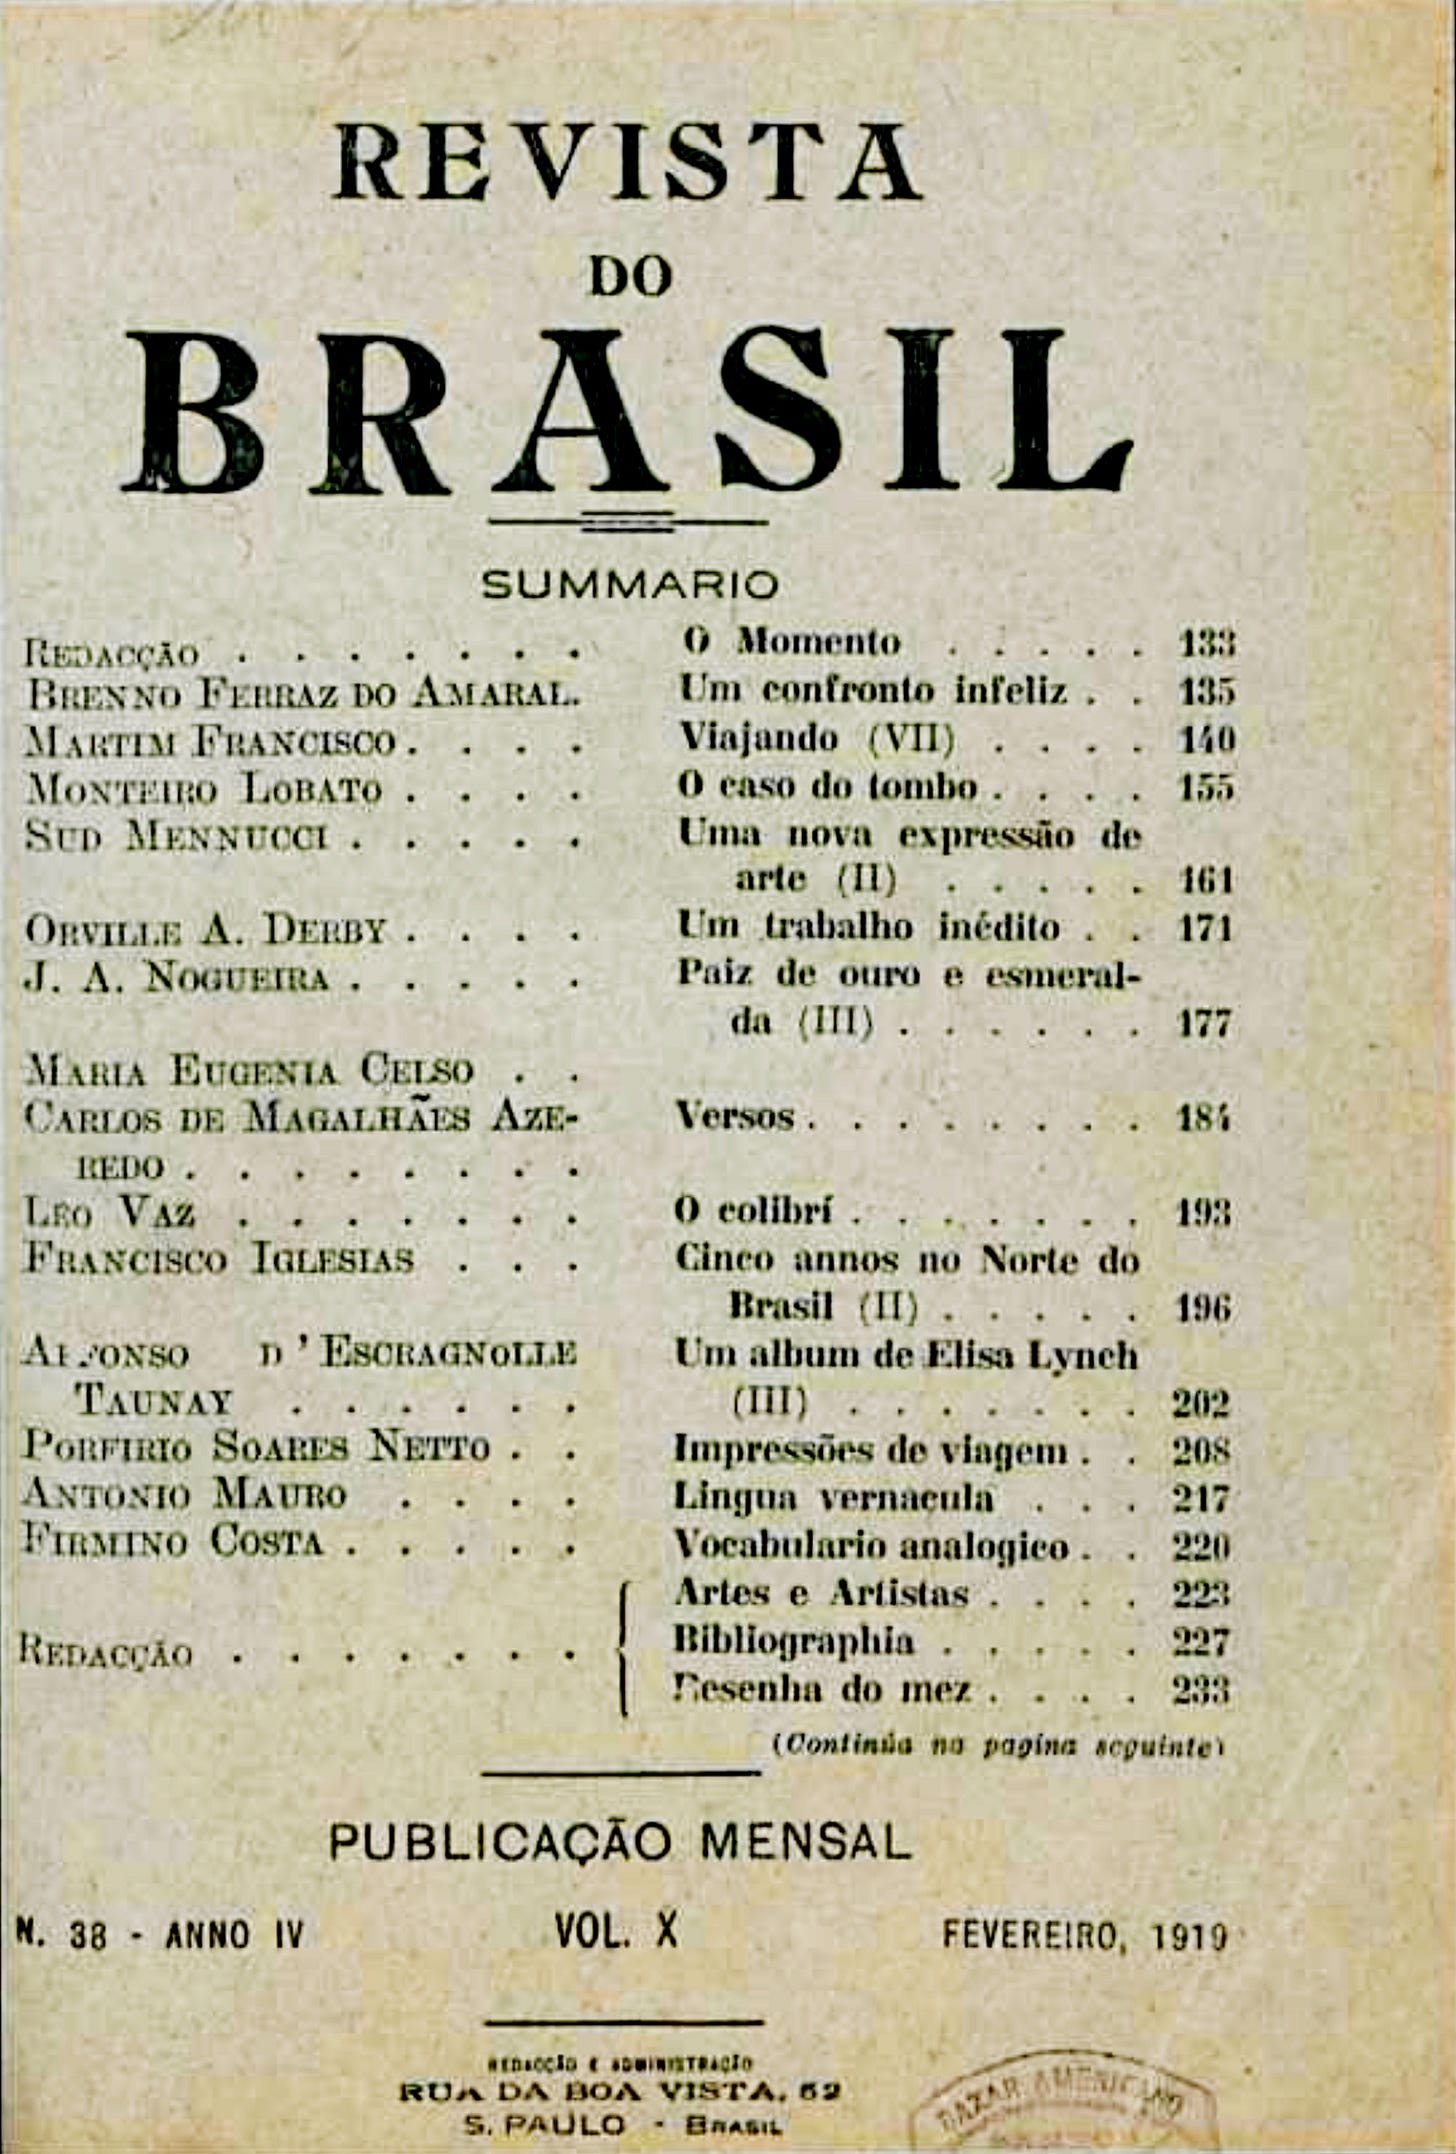 REVISTA
DO
BRASIL
SUMMARIO
REDACÇÃO . . . . . . . O Momento . . . . . 133
BRENNO FERRAZ DO AMARAL. Um confronto infeliz . . 135
MARTIM FRANCISCO . . . . Viajando (VII) . . . . 140
MONTEIRO LOBATO . . . . O caso do tombo . . . . 155
SUD MENNUCCI . . . . . Uma nova expressão de
arte (II) . . . . . 161
ORVILLE A. DERBY . . . . Um trabalho inédito . . 171
J. A. NOGUEIRA . . . . . Paiz de ouro e esmeral-
da (III) . . . . . . 177
MARIA EUGENIA CELSO . .
CARLOS DE MAGALHÃES AZE- Versos . . . . . . . . 184
REDO . . . . . . . .
LEO VAZ . . . . . . . O colibrí . . . . . . . 193
FRANCISCO IGLESIAS . . . Cinco annos no Norte do
Brasil (II) . . . . . 196
AFFONSO D'ESCRAGNOLLE Um album de Elisa Lynch
TAUNAY . . . . . . (III) . . . . . . . 202
PORFIRIO SOARES NETTO . . Impressões de viagem . . 208
ANTONIO MAURO . . . . Lingua vernacula . . . 217
FIRMINO COSTA . . . . . Vocabulario analogico . . 220
Artes e Artistas . . . . 223
REDACÇÃO . . . . . . . Bibliographia . . . . . 227
Resenha do mez . . . . 233
(Continúa na pagina seguinte)
PUBLICAÇÃO MENSAL
N. 38 - ANNO IV VOL. X FEVEREIRO, 1919
REDACÇÃO E ADMINISTRAÇÃO
RUA DA BOA VISTA, 52
S. PAULO - BRASIL
BAZAR AMERICANO